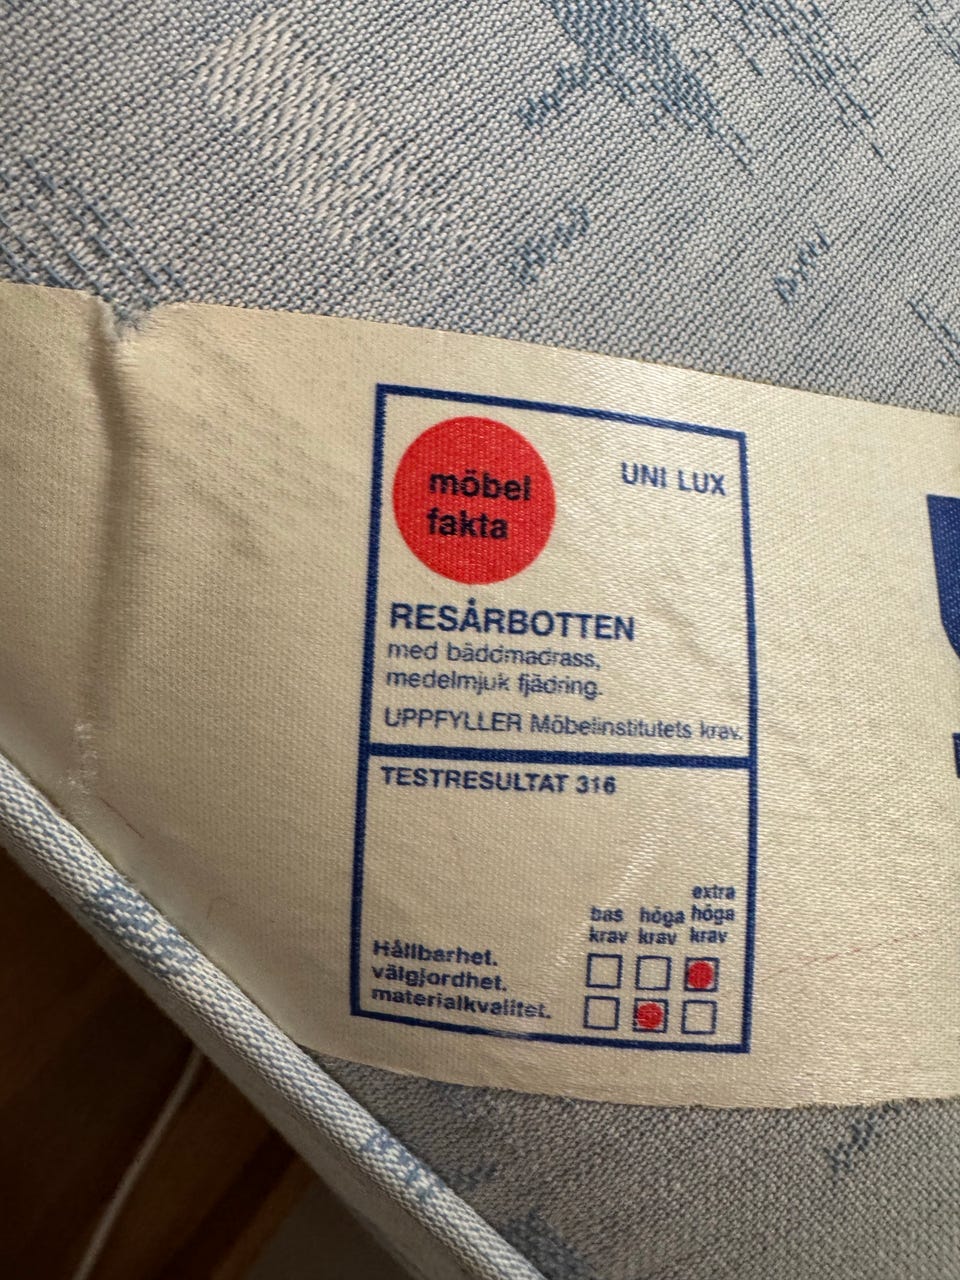 möbel
fakta
UNI LUX
RESÅRBOTTEN
med bäddmadrass,
medelmjuk fjädring.
UPPFYLLER Möbelinstitutets krav.
TESTRESULTAT 316
bas krav
höga krav
extra höga krav
Hållbarhet.
välgjordhet.
materialkvalitet.